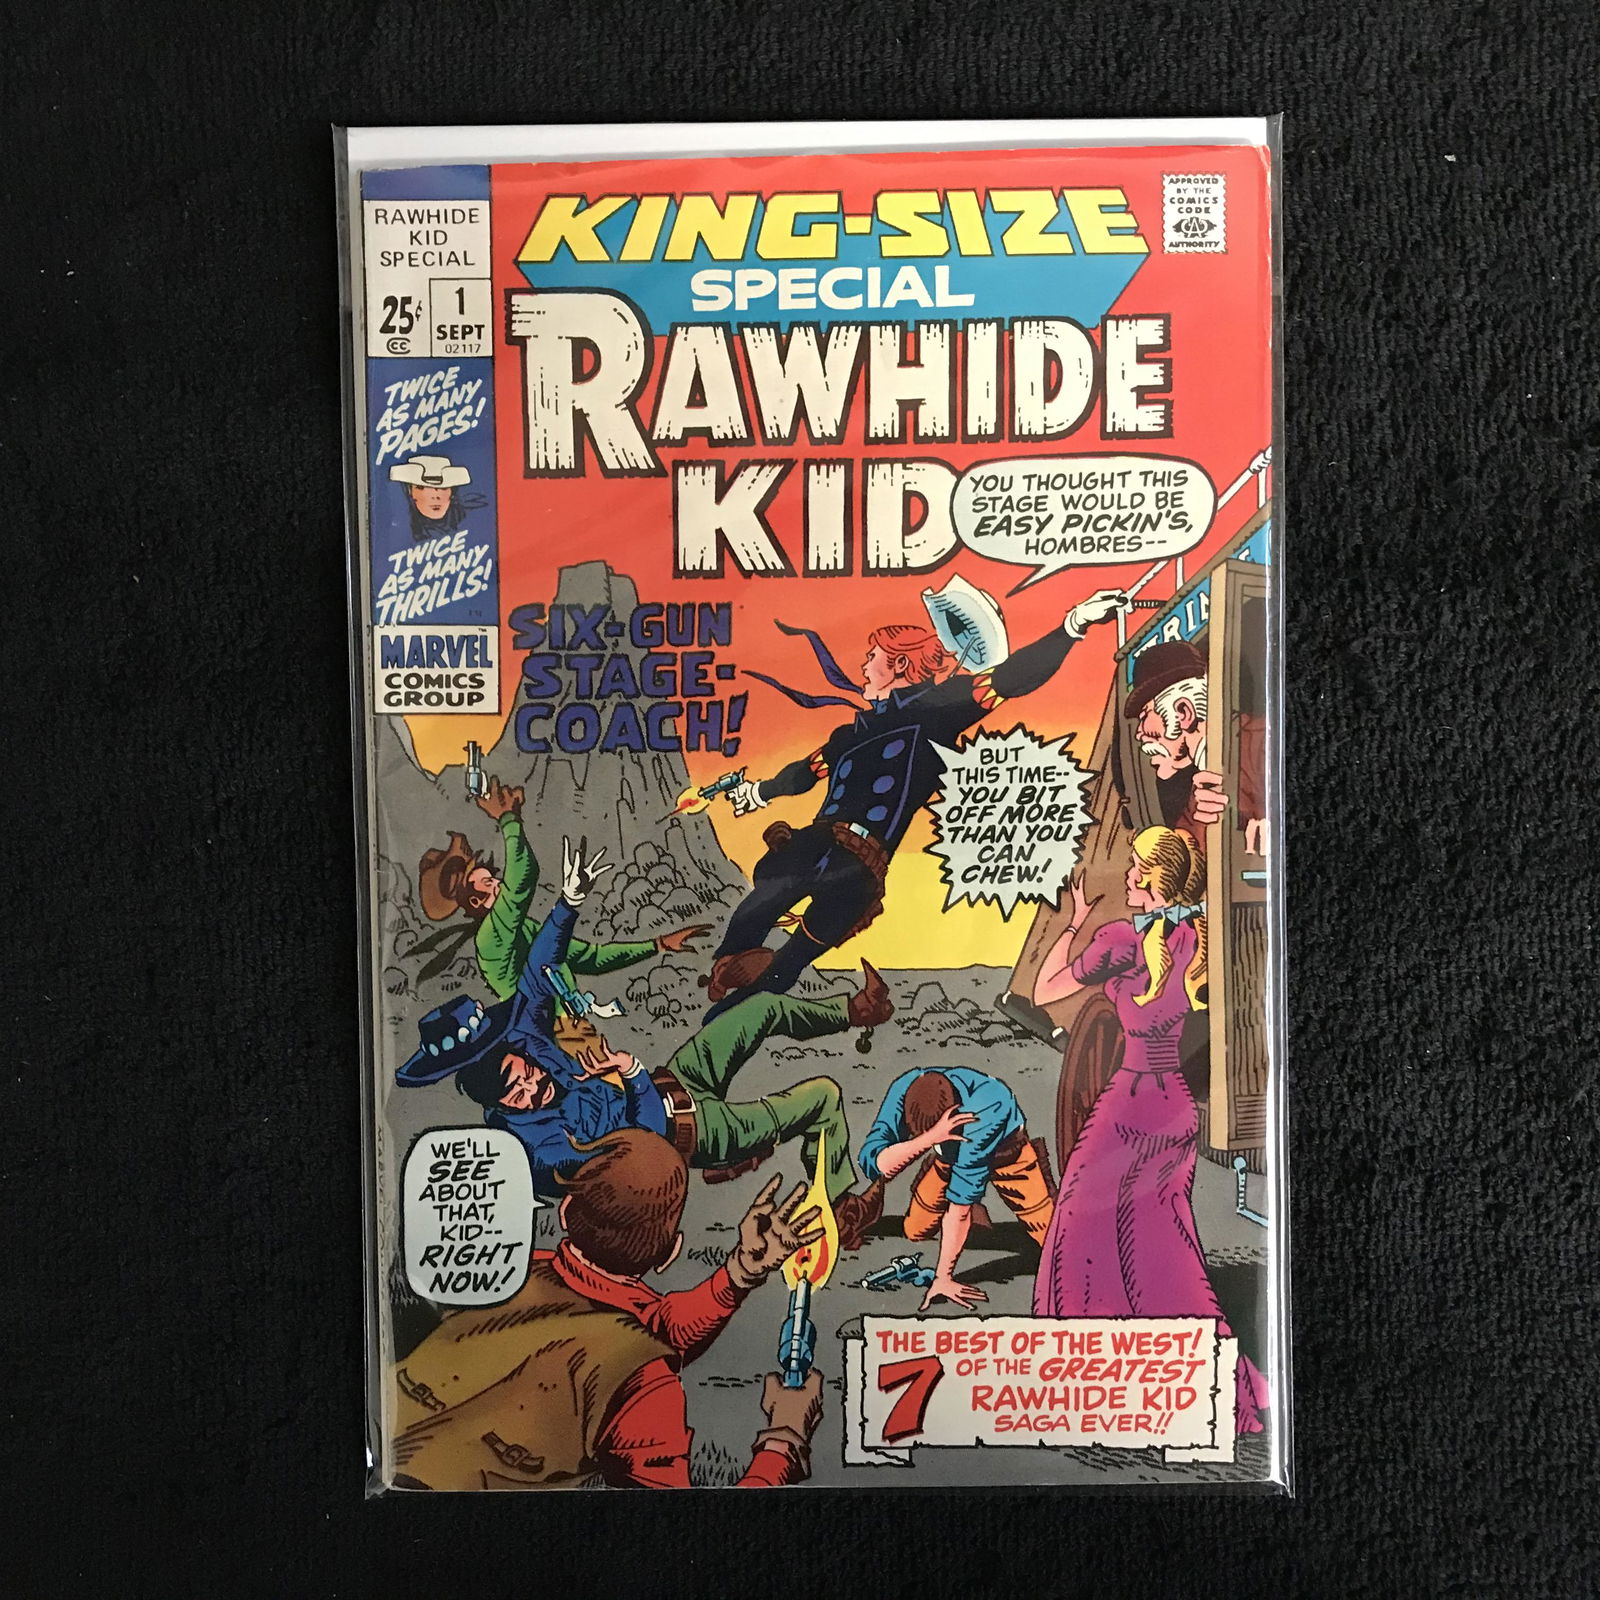 RAWHIDE
KID
SPECIAL
25¢
CC
1
SEPT
02117
TWICE
AS MANY
PAGES!
TWICE
AS MANY
THRILLS!
MARVEL™
COMICS
GROUP
KING-SIZE
SPECIAL
RAWHIDE
KID
APPROVED
BY THE
COMICS
CODE
AUTHORITY
YOU THOUGHT THIS
STAGE WOULD BE
EASY PICKIN'S,
HOMBRES--
SIX-GUN
STAGE-
COACH!
BUT
THIS TIME--
YOU BIT
OFF MORE
THAN YOU
CAN
CHEW!
WE'LL
SEE
ABOUT
THAT,
KID--
RIGHT
NOW!
THE BEST OF THE WEST!
7 OF THE GREATEST
RAWHIDE KID
SAGA EVER!!